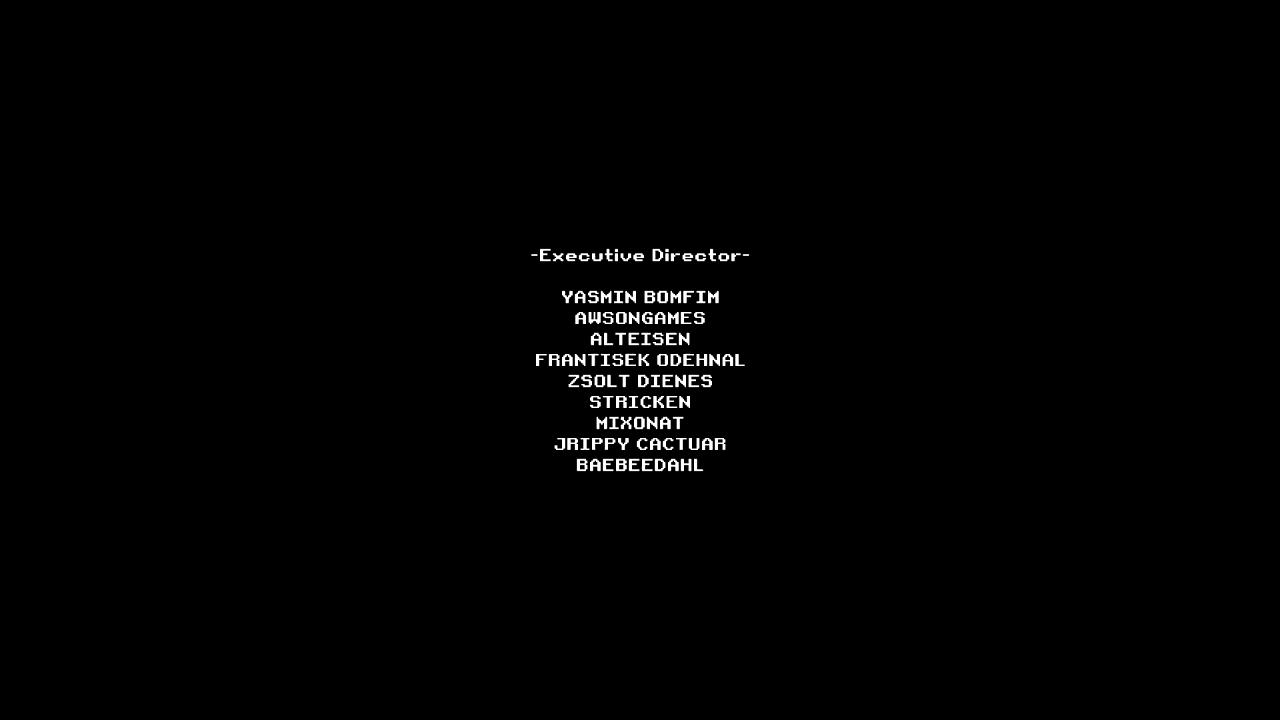 -Executive Director-
YASMIN BOMFIM
AWSONGAMES
ALTEISEN
FRANTISEK ODEHNAL
ZSOLT DIENES
STRICKEN
MIXONAT
JRIPPY CACTUAR
BAEBEEDAHL